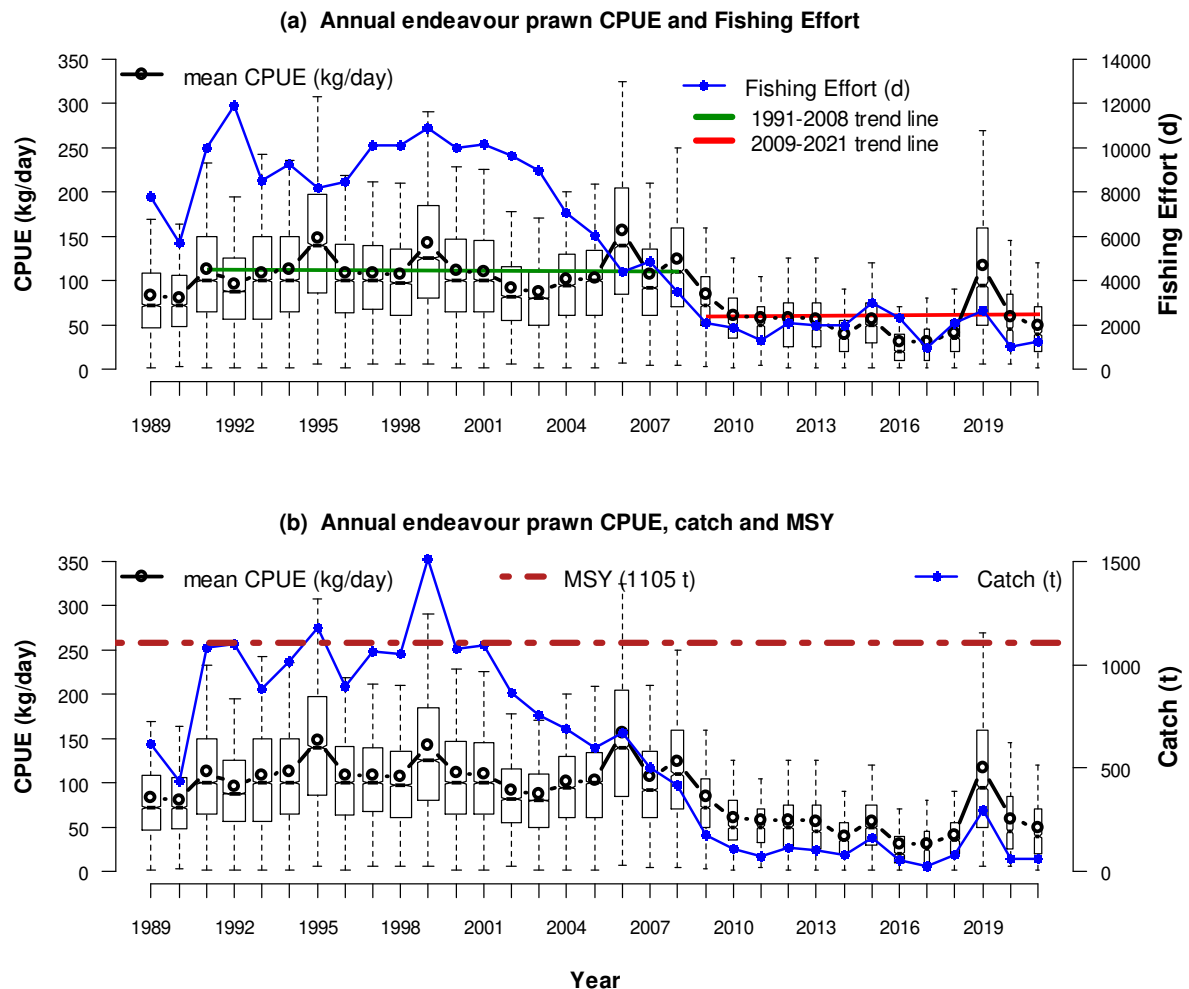 (a)  Annual endeavour prawn CPUE and Fishing Effort
350
300
250
200
150
100
50
0
CPUE (kg/day)
mean CPUE (kg/day)
Fishing Effort (d)
1991-2008 trend line
2009-2021 trend line
14000
12000
10000
8000
6000
4000
2000
0
Fishing Effort (d)
1989 1992 1995 1998 2001 2004 2007 2010 2013 2016 2019
(b)  Annual endeavour prawn CPUE, catch and MSY
350
300
250
200
150
100
50
0
CPUE (kg/day)
mean CPUE (kg/day)
MSY (1105 t)
Catch (t)
1500
1000
500
0
Catch (t)
1989 1992 1995 1998 2001 2004 2007 2010 2013 2016 2019
Year